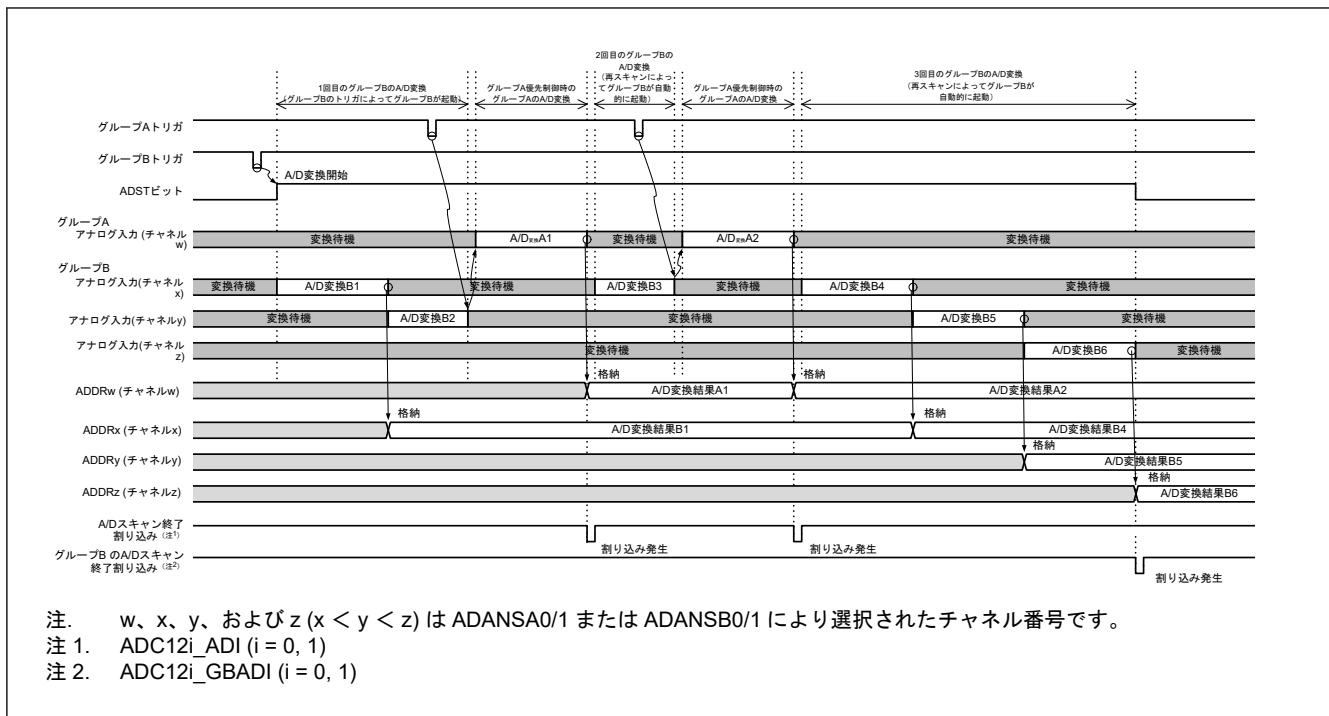 1回目のグループBのA/D変換
(グループBのトリガによってグループBが起動)
グループA優先制御時の
グループAのA/D変換
2回目のグループBの
A/D変換
(再スキャンによっ
てグループBが自動
的に起動)
グループA優先制御時の
グループAのA/D変換
3回目のグループBのA/D変換
(再スキャンによってグループBが
自動的に起動)
グループAトリガ
グループBトリガ
ADSTビット
A/D変換開始
グループA
アナログ入力 (チャネル
w)
変換待機
A/D変換A1
変換待機
A/D変換A2
変換待機
グループB
アナログ入力(チャネル
x)
変換待機
A/D変換B1
変換待機
A/D変換B3
変換待機
A/D変換B4
変換待機
アナログ入力(チャネルy)
変換待機
A/D変換B2
変換待機
A/D変換B5
変換待機
アナログ入力(チャネル
z)
変換待機
A/D変換B6
変換待機
ADDRw (チャネルw)
格納
A/D変換結果A1
格納
A/D変換結果A2
ADDRx (チャネルx)
格納
A/D変換結果B1
格納
A/D変換結果B4
ADDRy (チャネルy)
格納
A/D変換結果B5
ADDRz (チャネルz)
格納
A/D変換結果B6
A/Dスキャン終了
割り込み (注1)
割り込み発生
割り込み発生
グループB のA/Dスキャン
終了割り込み (注2)
割り込み発生
注. w、x、y、および z (x < y < z) は ADANSA0/1 または ADANSB0/1 により選択されたチャネル番号です。
注 1. ADC12i_ADI (i = 0, 1)
注 2. ADC12i_GBADI (i = 0, 1)